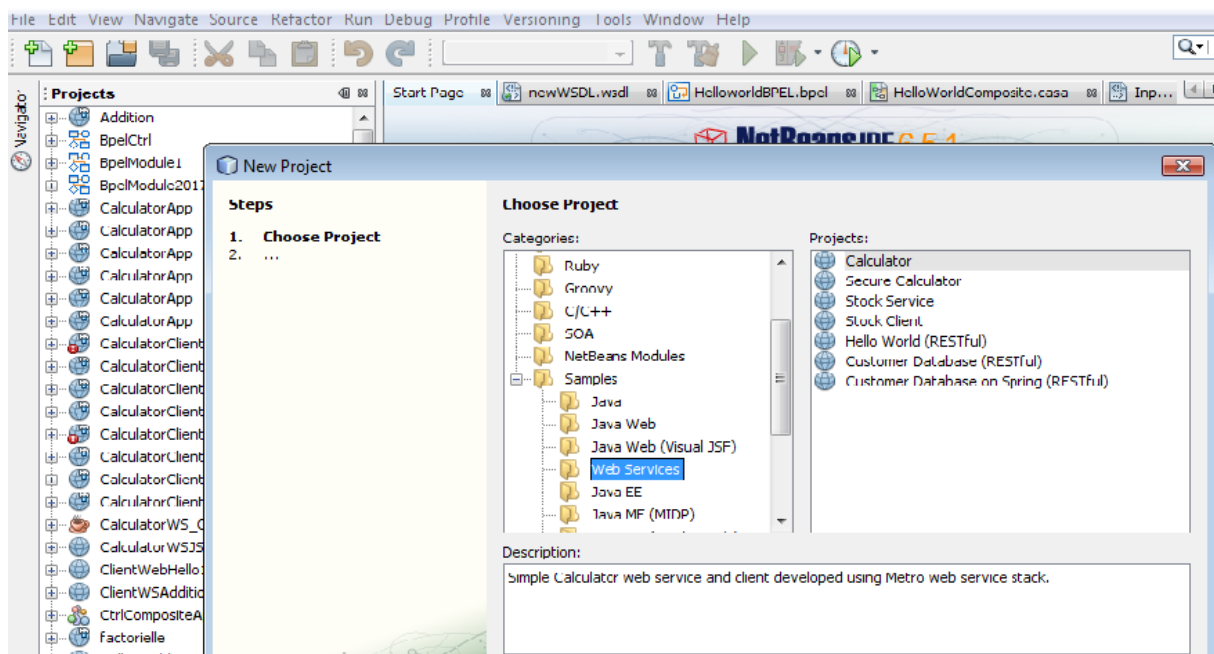 File Edit View Navigate Source Refactor Run Debug Profile Versioning Tools Window Help
Navigator
Projects
Start Page
newWSDL.wsdl
HelloworldBPEL.bpel
HelloWorldComposite.casa
Inp...
NetBeans IDE 6.5.1
Addition
BpelCtrl
BpelModule1
BpelModule2017
CalculatorApp
CalculatorApp
CalculatorApp
CalculatorApp
CalculatorApp
CalculatorApp
CalculatorClient
CalculatorClient
CalculatorClient
CalculatorClient
CalculatorClient
CalculatorClient
CalculatorClient
CalculatorClient
CalculatorWS_C
CalculatorWSJS
ClientWebHello
ClientWSAdditio
CtrlCompositeA
factorielle
New Project
Steps
1. Choose Project
2. ...
Choose Project
Categories:
Ruby
Groovy
C/C++
SOA
NetBeans Modules
Samples
Java
Java Web
Java Web (Visual JSF)
Web Services
Java EE
Java ME (MIDP)
Projects:
Calculator
Secure Calculator
Stock Service
Stock Client
Hello World (RESTful)
Customer Database (RESTful)
Customer Database on Spring (RESTful)
Description:
Simple Calculator web service and client developed using Metro web service stack.